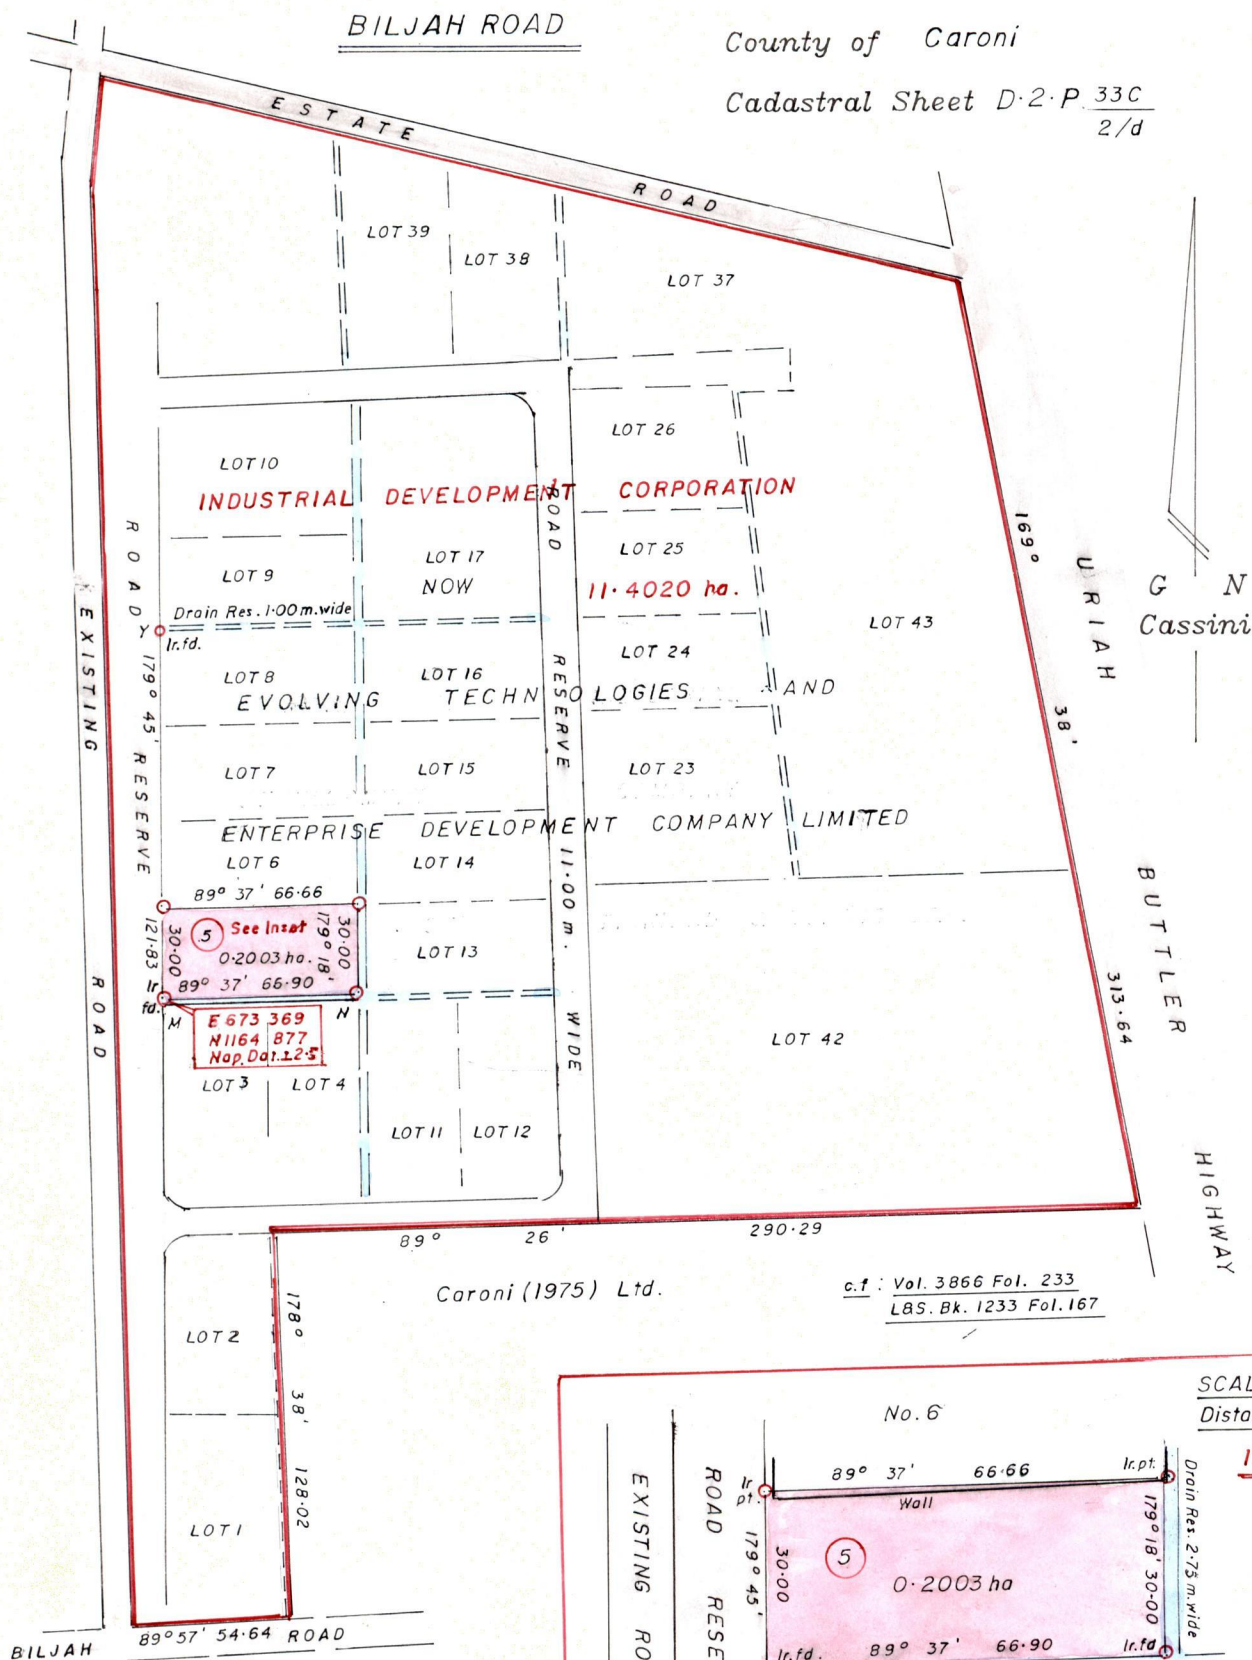 BILJAH ROAD
County of Caroni
Cadastral Sheet D·2·P. 33C
2/d
ESTATE ROAD
LOT 39
LOT 38
LOT 37
LOT 26
LOT 10
INDUSTRIAL DEVELOPMENT CORPORATION
ROAD
LOT 17
LOT 25
LOT 9
NOW
11·4020 ha.
Drain Res. 1·00 m. wide
LOT 43
Y
Ir. fd.
LOT 24
LOT 8
LOT 16
EVOLVING TECHNOLOGIES AND
LOT 7
LOT 15
LOT 23
ENTERPRISE DEVELOPMENT COMPANY LIMITED
LOT 6
LOT 14
89° 37' 66·66
5
See Inset
0·2003 ha.
30·00
179° 18'
30·00
121·83
LOT 13
89° 37' 66·90
Ir
fd.
M
N
E 673 369
N 1164 877
Nap. Dat. 12·5
LOT 42
LOT 3
LOT 4
LOT 11
LOT 12
ROAD RESERVE
179° 45'
EXISTING ROAD
ROAD RESERVE 11·00 m. WIDE
169° 38' 313·64
URIAH BUTTLER HIGHWAY
G N
Cassini
89° 26' 290·29
Caroni (1975) Ltd.
c.f : Vol. 3866 Fol. 233
L&S. Bk. 1233 Fol. 167
178° 38' 128·02
LOT 2
LOT 1
BILJAH 89° 57' 54·64 ROAD
SCAL
Dista
1
No. 6
EXISTING RO
ROAD RESE
Ir
pt.
89° 37' 66·66
Ir. pt.
Wall
179° 45'
30·00
5
0·2003 ha
179° 18' 30·00
Drain Res. 2·75 m. wide
Ir. fd.
89° 37' 66·90
Ir. fd